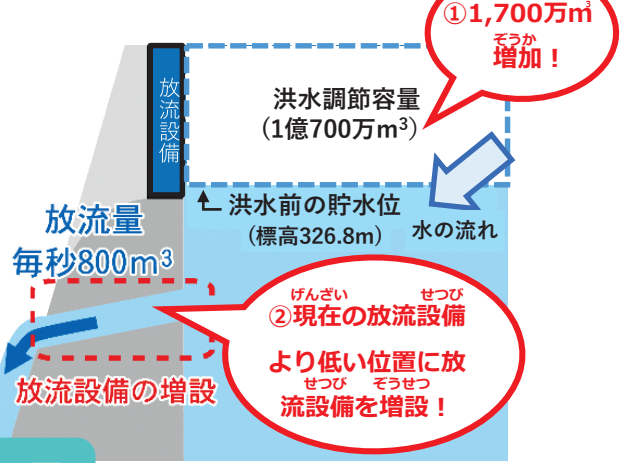 ①1,700万㎥
ぞうか
増加！
放流設備
洪水調節容量
（1億700万m³）
洪水前の貯水位
（標高326.8m）
水の流れ
放流量
毎秒800m³
げんざい せつび
②現在の放流設備
より低い位置に放
せつび ぞうせつ
流設備を増設！
放流設備の増設